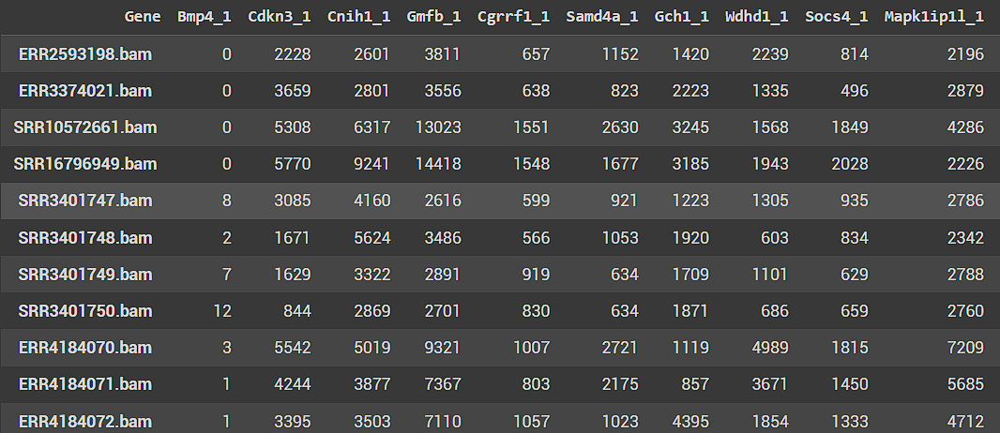 Gene Bmp4_1 Cdkn3_1 Cnih1_1 Gmfb_1 Cgrrf1_1 Samd4a_1 Gch1_1 Wdhd1_1 Socs4_1 Mapk1ip1l_1
ERR2593198.bam 0 2228 2601 3811 657 1152 1420 2239 814 2196
ERR3374021.bam 0 3659 2801 3556 638 823 2223 1335 496 2879
SRR10572661.bam 0 5308 6317 13023 1551 2630 3245 1568 1849 4286
SRR16796949.bam 0 5770 9241 14418 1548 1677 3185 1943 2028 2226
SRR3401747.bam 8 3085 4160 2616 599 921 1223 1305 935 2786
SRR3401748.bam 2 1671 5624 3486 566 1053 1920 603 834 2342
SRR3401749.bam 7 1629 3322 2891 919 634 1709 1101 629 2788
SRR3401750.bam 12 844 2869 2701 830 634 1871 686 659 2760
ERR4184070.bam 3 5542 5019 9321 1007 2721 1119 4989 1815 7209
ERR4184071.bam 1 4244 3877 7367 803 2175 857 3671 1450 5685
ERR4184072.bam 1 3395 3503 7110 1057 1023 4395 1854 1333 4712